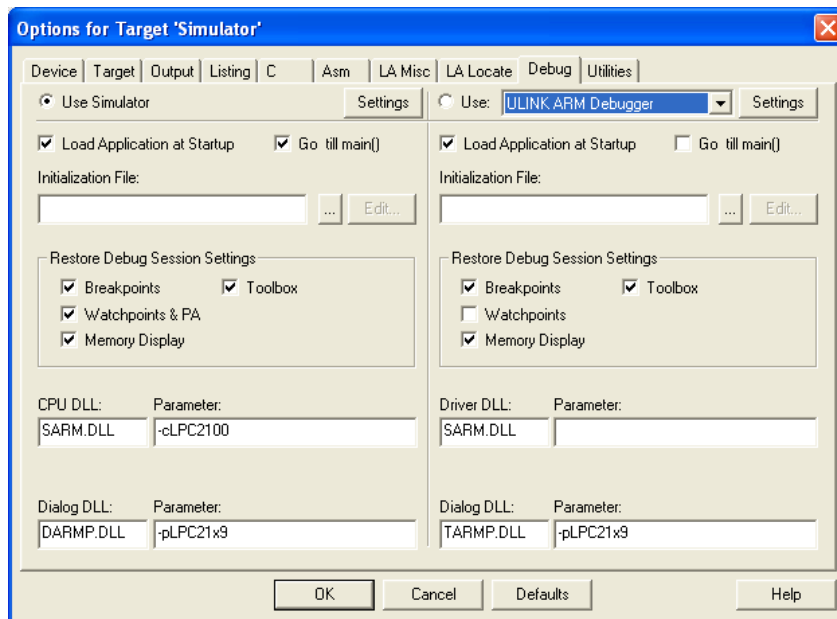 Options for Target 'Simulator'
Device Target Output Listing C Asm LA Misc LA Locate Debug Utilities
Use Simulator Settings Use: ULINK ARM Debugger Settings
Load Application at Startup Go till main() Load Application at Startup Go till main()
Initialization File: Initialization File:
... Edit... ... Edit...
Restore Debug Session Settings Restore Debug Session Settings
Breakpoints Toolbox Breakpoints Toolbox
Watchpoints & PA Watchpoints
Memory Display Memory Display
CPU DLL: Parameter: Driver DLL: Parameter:
SARM.DLL -cLPC2100 SARM.DLL
Dialog DLL: Parameter: Dialog DLL: Parameter:
DARMP.DLL -pLPC21x9 TARMP.DLL -pLPC21x9
OK Cancel Defaults Help